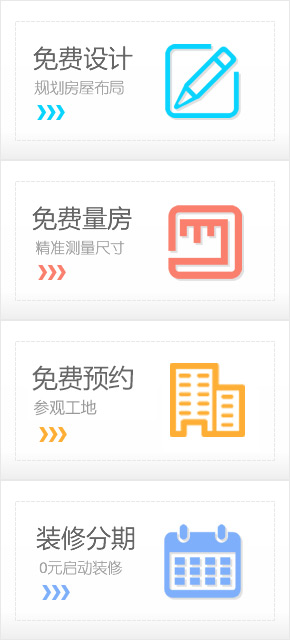 免费设计
规划房屋布局
免费量房
精准测量尺寸
免费预约
参观工地
装修分期
0元启动装修